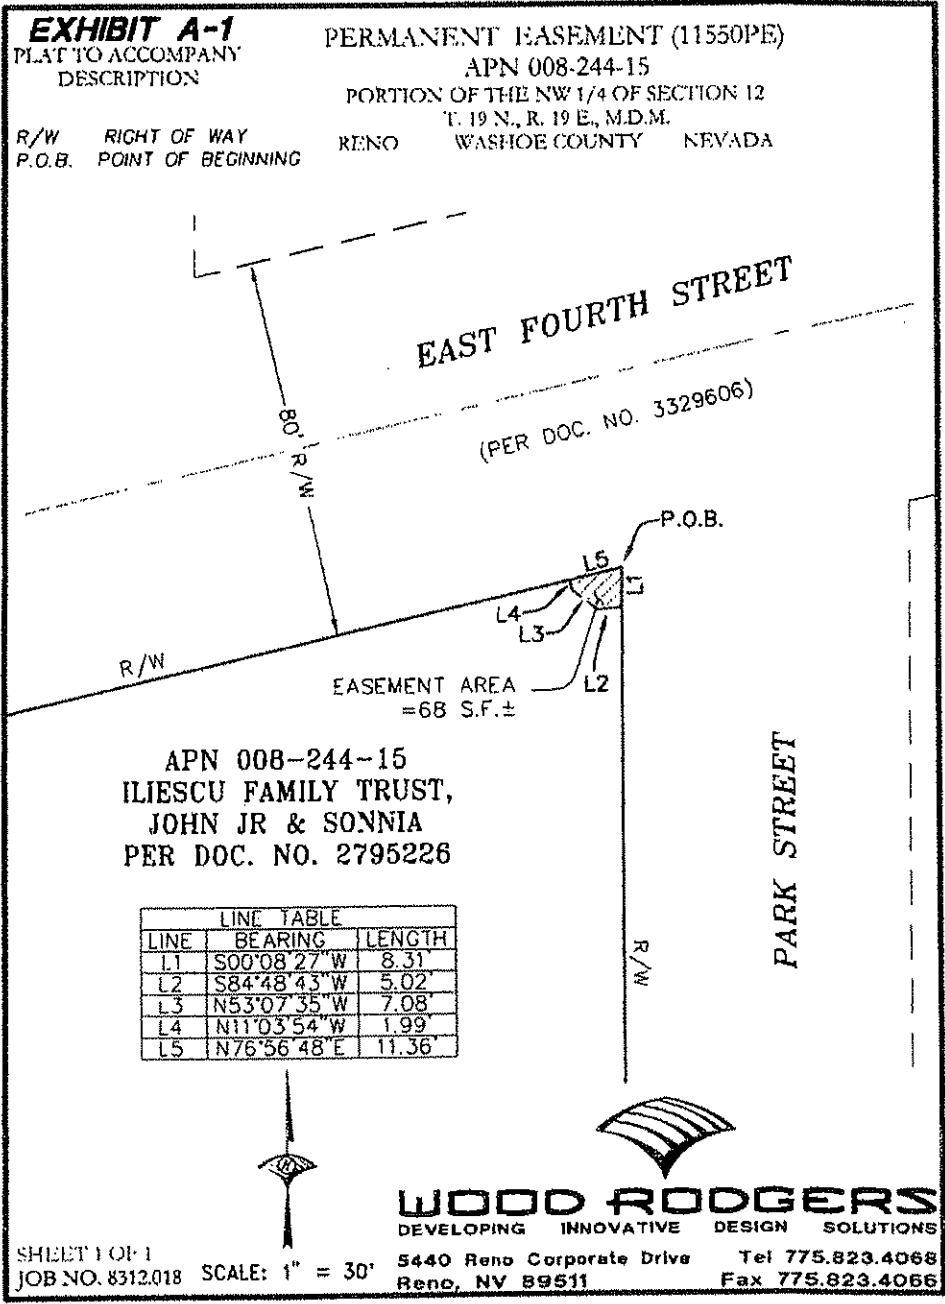 EXHIBIT A-1
PLAT TO ACCOMPANY
DESCRIPTION
PERMANENT EASEMENT (11550PE)
APN 008-244-15
PORTION OF THE NW 1/4 OF SECTION 12
T. 19 N., R. 19 E., M.D.M.
RENO WASHOE COUNTY NEVADA
R/W RIGHT OF WAY
P.O.B. POINT OF BEGINNING
EAST FOURTH STREET
(PER DOC. NO. 3329606)
80' R/W
P.O.B.
L5
L1
L4
L3
L2
R/W
EASEMENT AREA
=68 S.F.±
APN 008-244-15
ILIESCU FAMILY TRUST,
JOHN JR & SONNIA
PER DOC. NO. 2795226
PARK STREET
R/W
LINE TABLE
LINE BEARING LENGTH
L1 S00°08'27"W 8.31'
L2 S84°48'43"W 5.02'
L3 N53°07'35"W 7.08'
L4 N11°03'54"W 1.99'
L5 N76°56'48"E 11.36'
WOOD RODGERS
DEVELOPING INNOVATIVE DESIGN SOLUTIONS
5440 Reno Corporate Drive Tel 775.823.4068
Reno, NV 89511 Fax 775.823.4066
SHEET 1 OF 1
JOB NO. 8312.018 SCALE: 1" = 30'